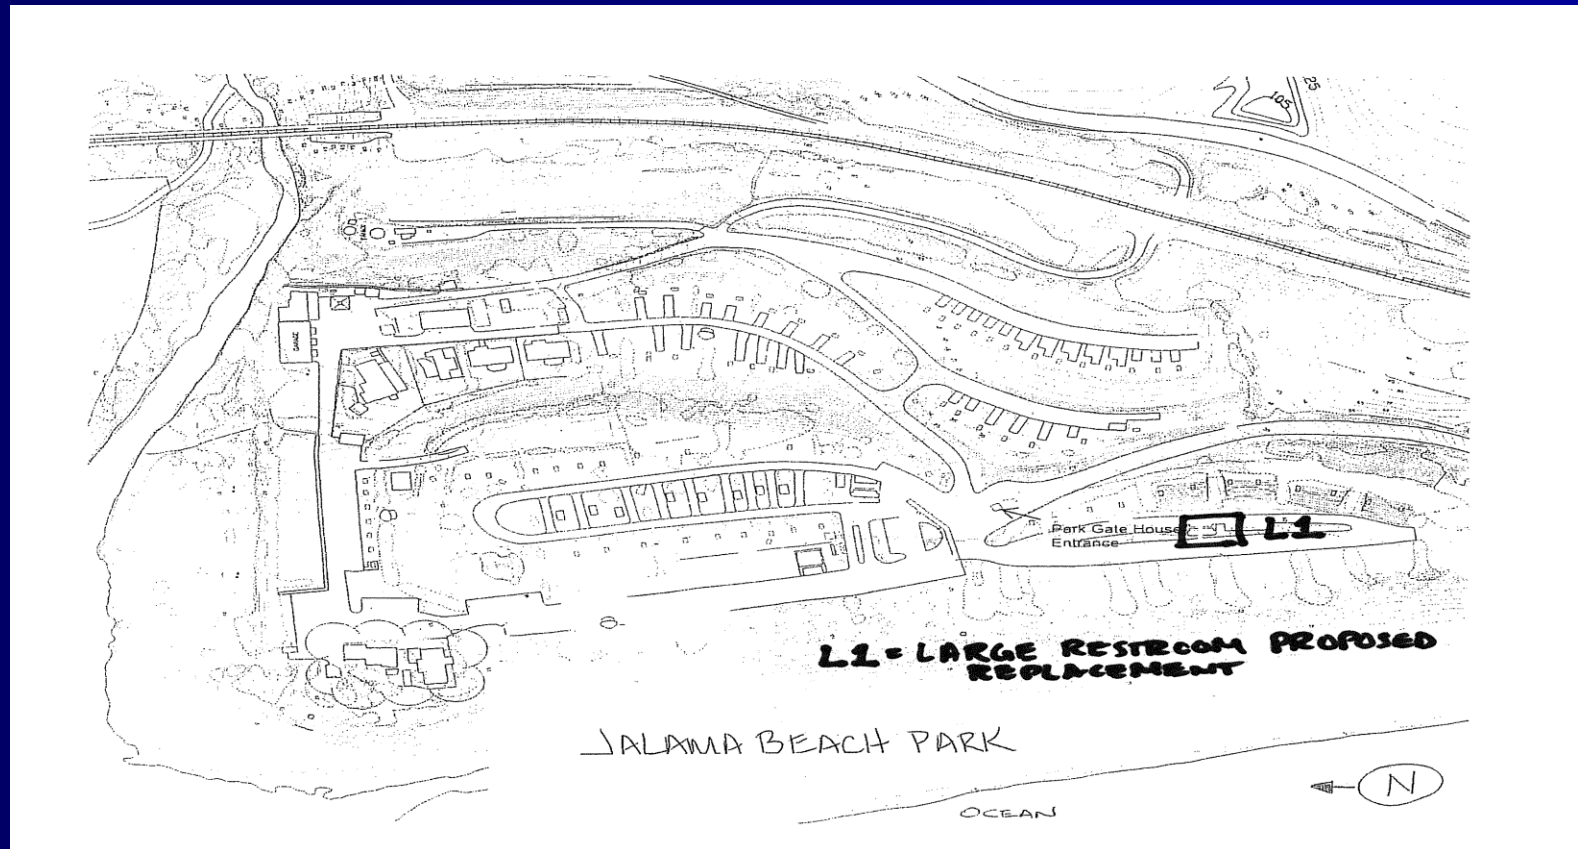 25
105
Park Gate House
Entrance
L1
L1 = LARGE RESTROOM PROPOSED
REPLACEMENT
JALAMA BEACH PARK
N
OCEAN